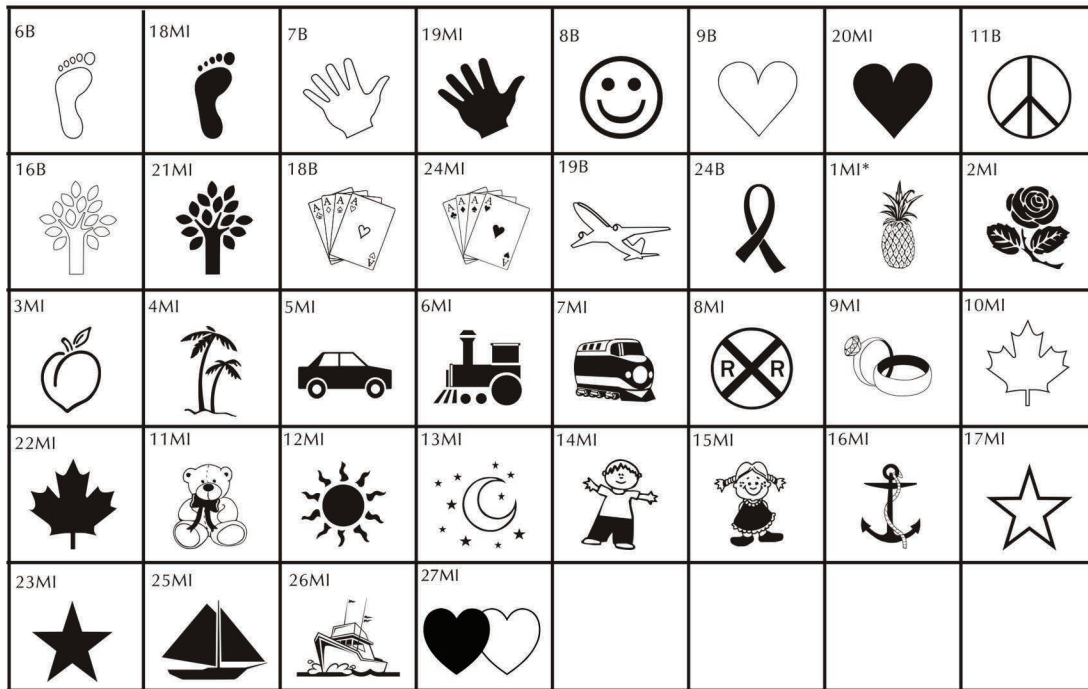 6B 18MI 7B 19MI 8B 9B 20MI 11B
16B 21MI 18B 24MI 19B 24B 1MI* 2MI
A A A A A
A A A A A
3MI 4MI 5MI 6MI 7MI 8MI 9MI 10MI
R R
22MI 11MI 12MI 13MI 14MI 15MI 16MI 17MI
23MI 25MI 26MI 27MI